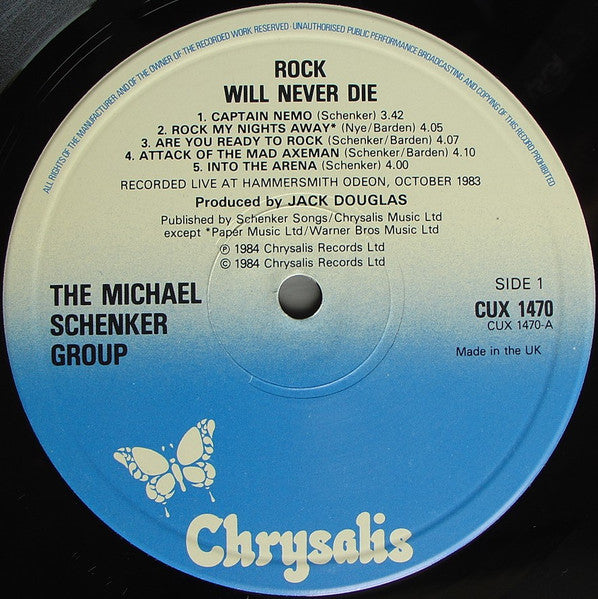 ALL RIGHTS OF THE MANUFACTURER AND OF THE OWNER OF THE RECORDED WORK RESERVED · UNAUTHORISED PUBLIC PERFORMANCE BROADCASTING AND COPYING OF THIS RECORD PROHIBITED
ROCK
WILL NEVER DIE
1. CAPTAIN NEMO (Schenker) 3.42
2. ROCK MY NIGHTS AWAY* (Nye/Barden) 4.05
3. ARE YOU READY TO ROCK (Schenker/Barden) 4.07
4. ATTACK OF THE MAD AXEMAN (Schenker/Barden) 4.10
5. INTO THE ARENA (Schenker) 4.00
RECORDED LIVE AT HAMMERSMITH ODEON, OCTOBER 1983
Produced by JACK DOUGLAS
Published by Schenker Songs/Chrysalis Music Ltd
except *Paper Music Ltd/Warner Bros Music Ltd
℗ 1984 Chrysalis Records Ltd
© 1984 Chrysalis Records Ltd
THE MICHAEL
SCHENKER
GROUP
SIDE 1
CUX 1470
CUX 1470-A
Made in the UK
Chrysalis